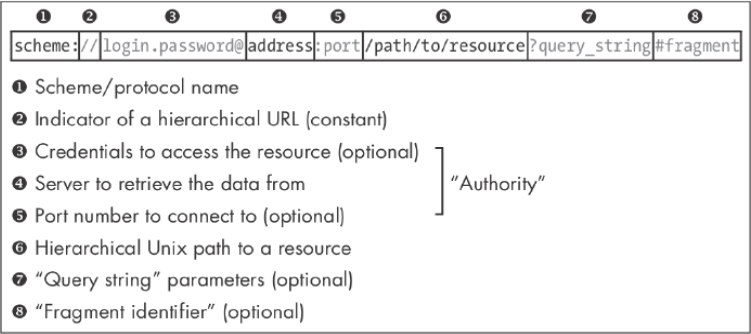 ❶ ❷ ❸ ❹ ❺ ❻ ❼ ❽
scheme://login.password@address:port/path/to/resource?query_string#fragment
❶ Scheme/protocol name
❷ Indicator of a hierarchical URL (constant)
❸ Credentials to access the resource (optional)
❹ Server to retrieve the data from “Authority”
❺ Port number to connect to (optional)
❻ Hierarchical Unix path to a resource
❼ “Query string” parameters (optional)
❽ “Fragment identifier” (optional)